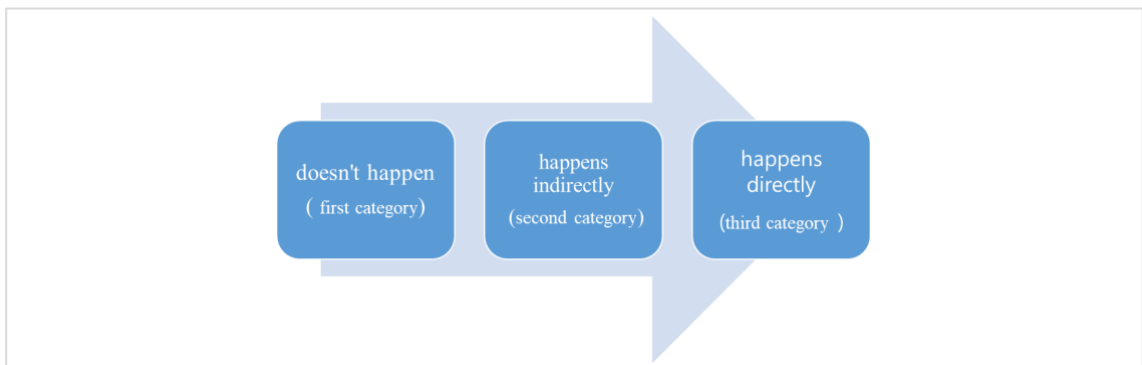 doesn't happen
( first category)
happens
indirectly
(second category)
happens
directly
(third category )